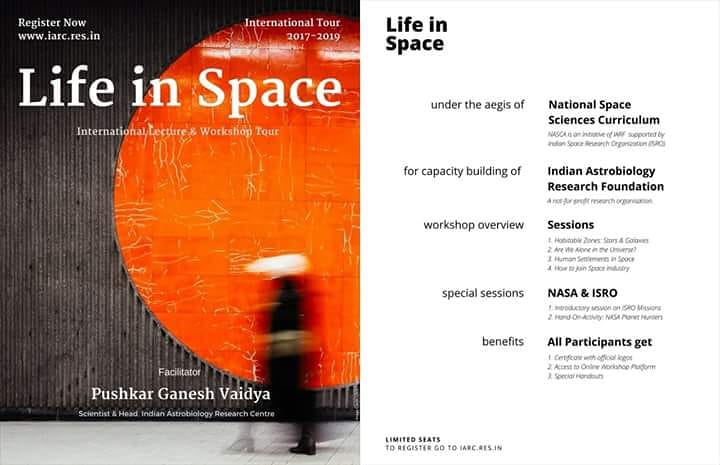 Register Now
www.iarc.res.in
International Tour
2017-2019
Life in Space
International Lecture & Workshop Tour
Facilitator
Pushkar Ganesh Vaidya
Scientist & Head, Indian Astrobiology Research Centre
Life in
Space
under the aegis of
National Space
Sciences Curriculum
NASCA is an Initiative of IARF supported by
Indian Space Research Organization (ISRO).
for capacity building of
Indian Astrobiology
Research Foundation
A not-for-profit research organisation.
workshop overview
Sessions
1. Habitable Zones: Stars & Galaxies
2. Are We Alone in the Universe?
3. Human Settlements In Space
4. How to Join Space Industry
special sessions
NASA & ISRO
1. Introductory session on ISRO Missions
2. Hand-On-Activity: NASA Planet Hunters
benefits
All Participants get
1. Certificate with official logos
2. Access to Online Workshop Platform
3. Special Handouts
LIMITED SEATS
TO REGISTER GO TO IARC.RES.IN